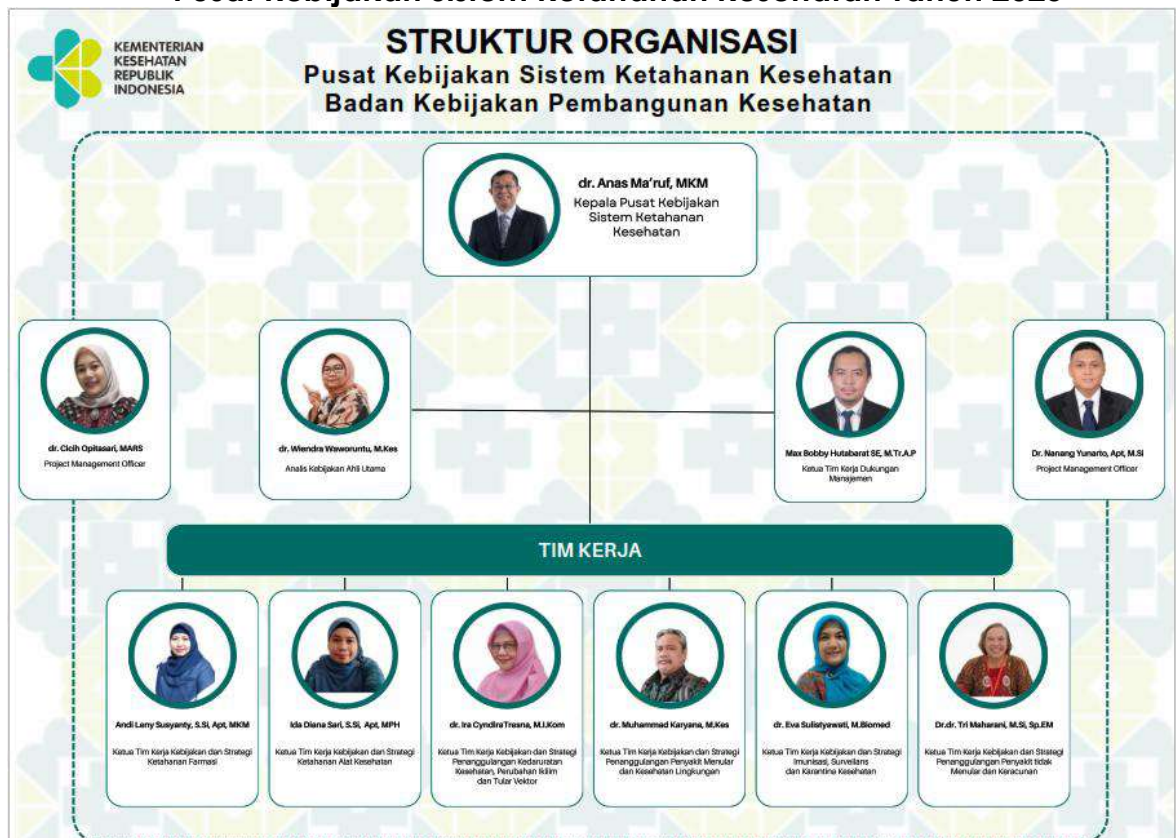 KEMENTERIAN
KESEHATAN
REPUBLIK
INDONESIA
STRUKTUR ORGANISASI
Pusat Kebijakan Sistem Ketahanan Kesehatan
Badan Kebijakan Pembangunan Kesehatan
dr. Anas Ma'ruf, MKM
Kepala Pusat Kebijakan
Sistem Ketahanan
Kesehatan
dr. Cicih Opitasari, MARS
Project Management Officer
dr. Wiendra Waworuntu, M.Kes
Analis Kebijakan Ahli Utama
Max Bobby Hutabarat SE, M.Tr.A.P
Ketua Tim Kerja Dukungan
Manajemen
Dr. Nanang Yunarto, Apt, M.Si
Project Management Officer
TIM KERJA
Andi Leny Susyanty, S.Si, Apt, MKM
Ketua Tim Kerja Kebijakan dan Strategi
Ketahanan Farmasi
Ida Diana Sari, S.Si, Apt, MPH
Ketua Tim Kerja Kebijakan dan Strategi
Ketahanan Alat Kesehatan
dr. Ira Cyndira Tresna, M.I.Kom
Ketua Tim Kerja Kebijakan dan Strategi
Penanggulangan Kedaruratan
Kesehatan, Perubahan Iklim
dan Tular Vektor
dr. Muhammad Karyana, M.Kes
Ketua Tim Kerja Kebijakan dan Strategi
Penanggulangan Penyakit Menular
dan Kesehatan Lingkungan
dr. Eva Sulistyawati, M.Biomed
Ketua Tim Kerja Kebijakan dan Strategi
Imunisasi, Surveilans
dan Karantina Kesehatan
Dr.dr. Tri Maharani, M.Si, Sp.EM
Ketua Tim Kerja Kebijakan dan Strategi
Penanggulangan Penyakit tidak
Menular dan Keracunan